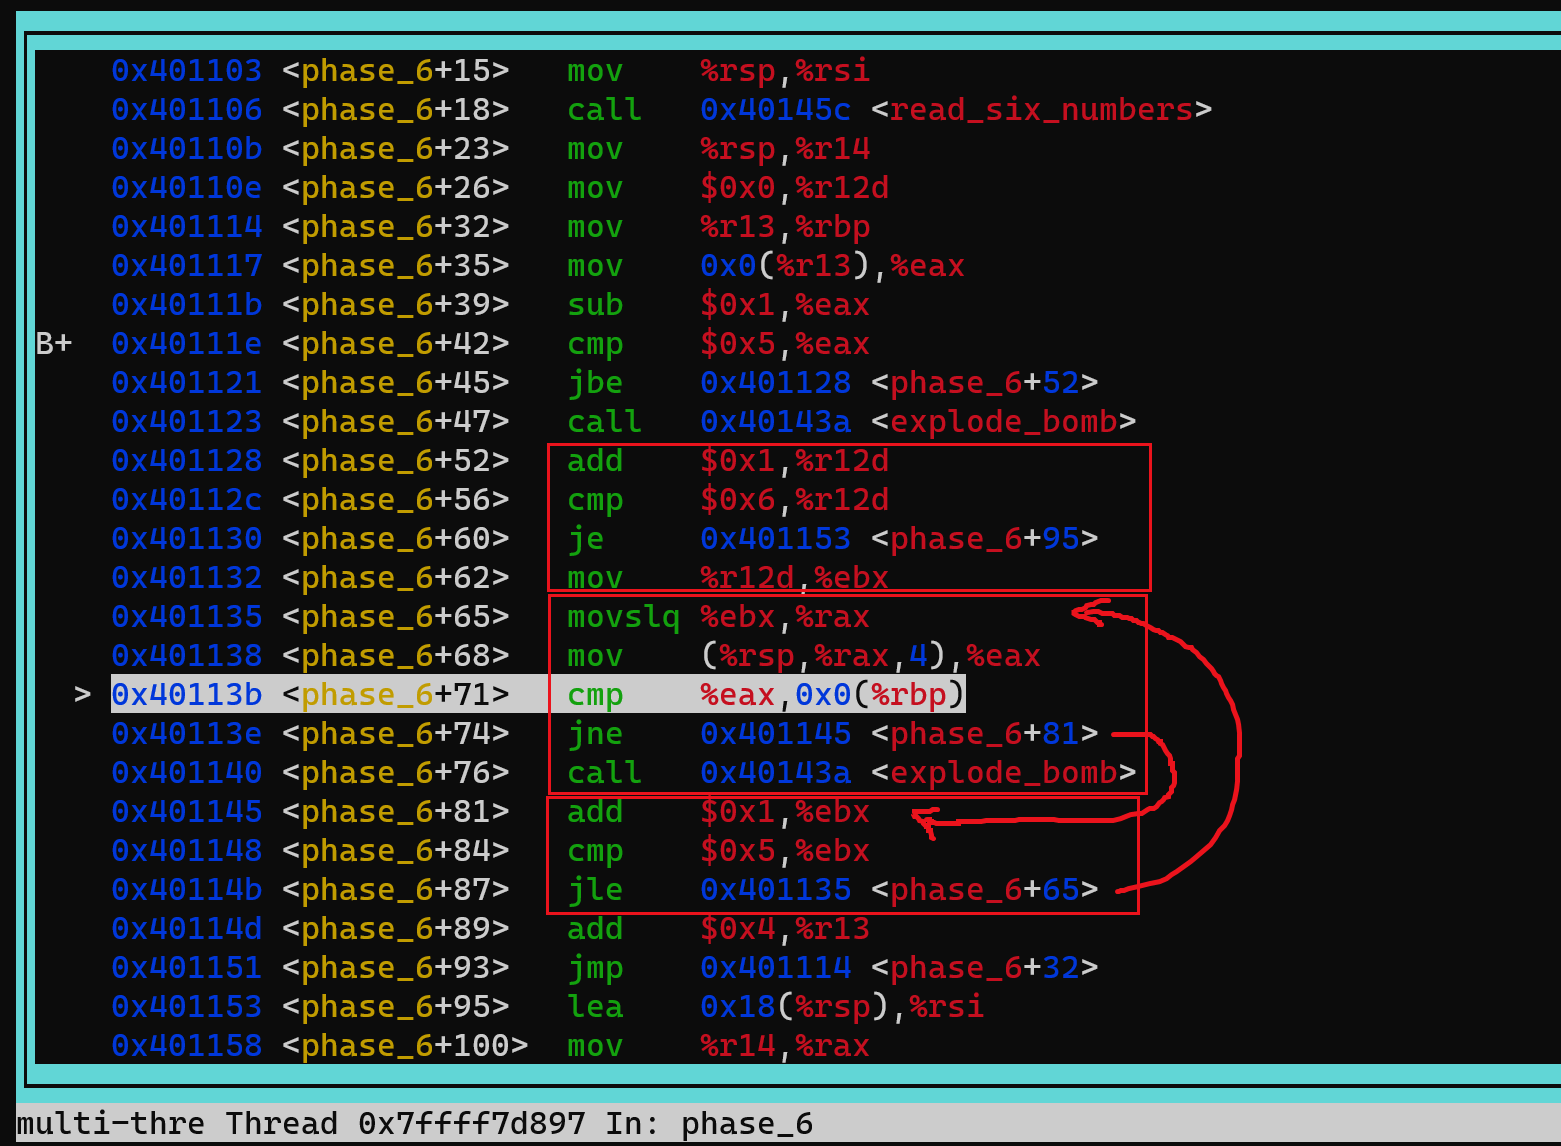 0x401103 <phase_6+15> mov %rsp,%rsi
0x401106 <phase_6+18> call 0x40145c <read_six_numbers>
0x40110b <phase_6+23> mov %rsp,%r14
0x40110e <phase_6+26> mov $0x0,%r12d
0x401114 <phase_6+32> mov %r13,%rbp
0x401117 <phase_6+35> mov 0x0(%r13),%eax
0x40111b <phase_6+39> sub $0x1,%eax
B+ 0x40111e <phase_6+42> cmp $0x5,%eax
0x401121 <phase_6+45> jbe 0x401128 <phase_6+52>
0x401123 <phase_6+47> call 0x40143a <explode_bomb>
0x401128 <phase_6+52> add $0x1,%r12d
0x40112c <phase_6+56> cmp $0x6,%r12d
0x401130 <phase_6+60> je 0x401153 <phase_6+95>
0x401132 <phase_6+62> mov %r12d,%ebx
0x401135 <phase_6+65> movslq %ebx,%rax
0x401138 <phase_6+68> mov (%rsp,%rax,4),%eax
> 0x40113b <phase_6+71> cmp %eax,0x0(%rbp)
0x40113e <phase_6+74> jne 0x401145 <phase_6+81>
0x401140 <phase_6+76> call 0x40143a <explode_bomb>
0x401145 <phase_6+81> add $0x1,%ebx
0x401148 <phase_6+84> cmp $0x5,%ebx
0x40114b <phase_6+87> jle 0x401135 <phase_6+65>
0x40114d <phase_6+89> add $0x4,%r13
0x401151 <phase_6+93> jmp 0x401114 <phase_6+32>
0x401153 <phase_6+95> lea 0x18(%rsp),%rsi
0x401158 <phase_6+100> mov %r14,%rax
multi-thre Thread 0x7ffff7d897 In: phase_6